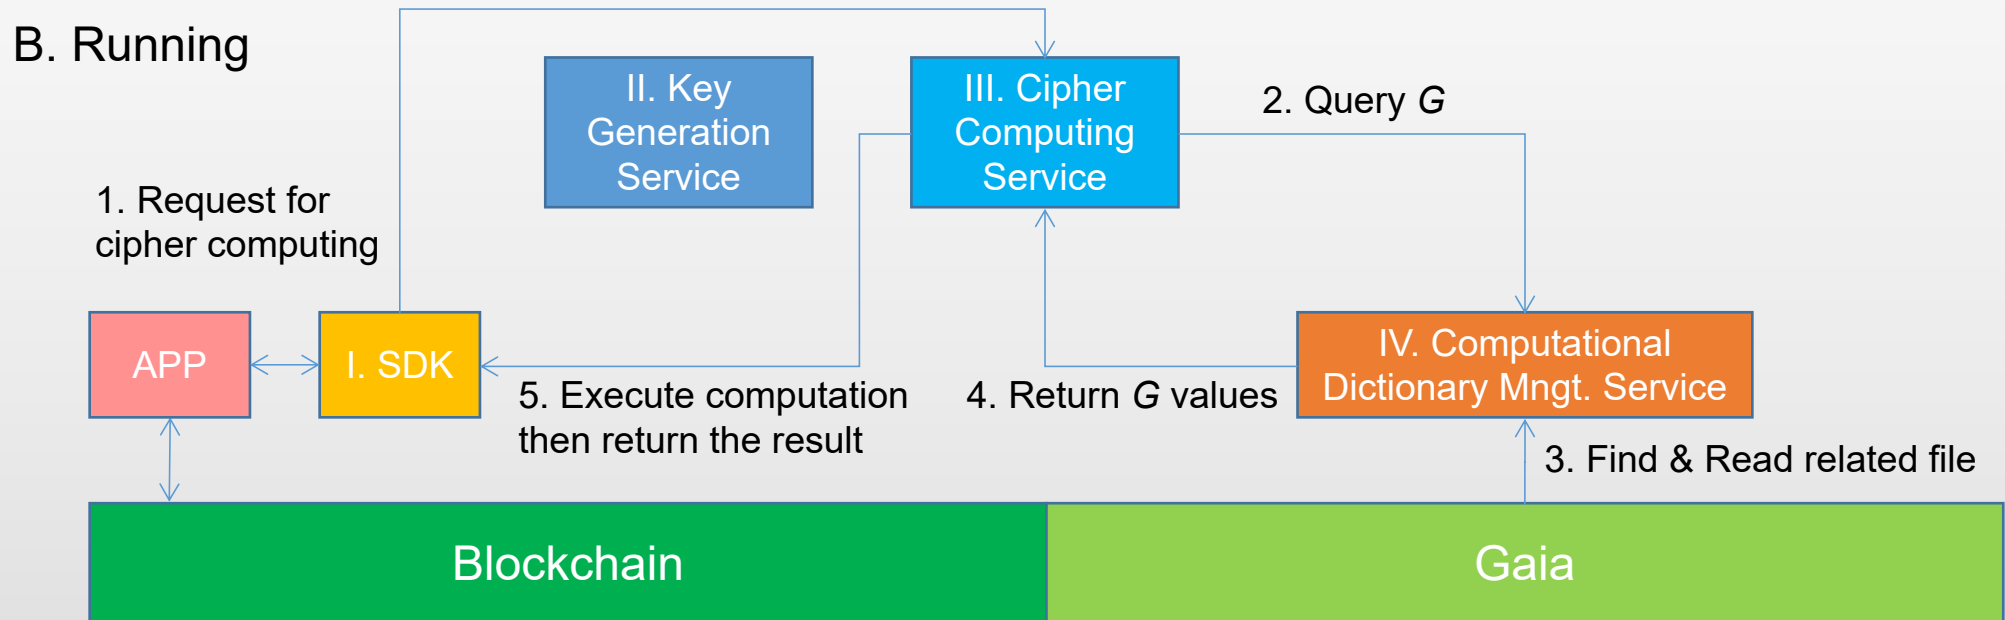 B. Running
II. Key
Generation
Service
III. Cipher
Computing
Service
2. Query G
1. Request for
cipher computing
APP
I. SDK
IV. Computational
Dictionary Mngt. Service
5. Execute computation
then return the result
4. Return G values
3. Find & Read related file
Blockchain
Gaia